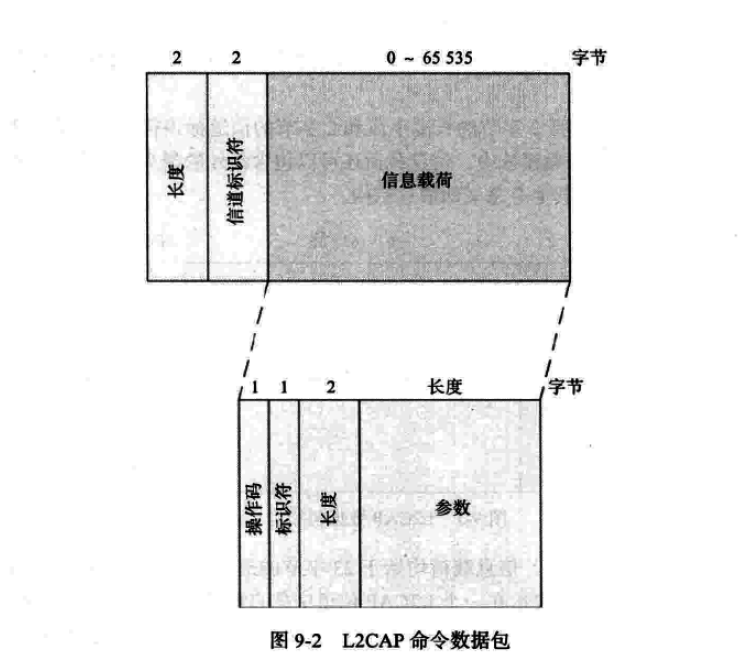 2 2 0 ~ 65 535 字节
长度
信道标识符
信息载荷
1 1 2 长度 字节
操作码
标识符
长度
参数
图 9-2 L2CAP 命令数据包